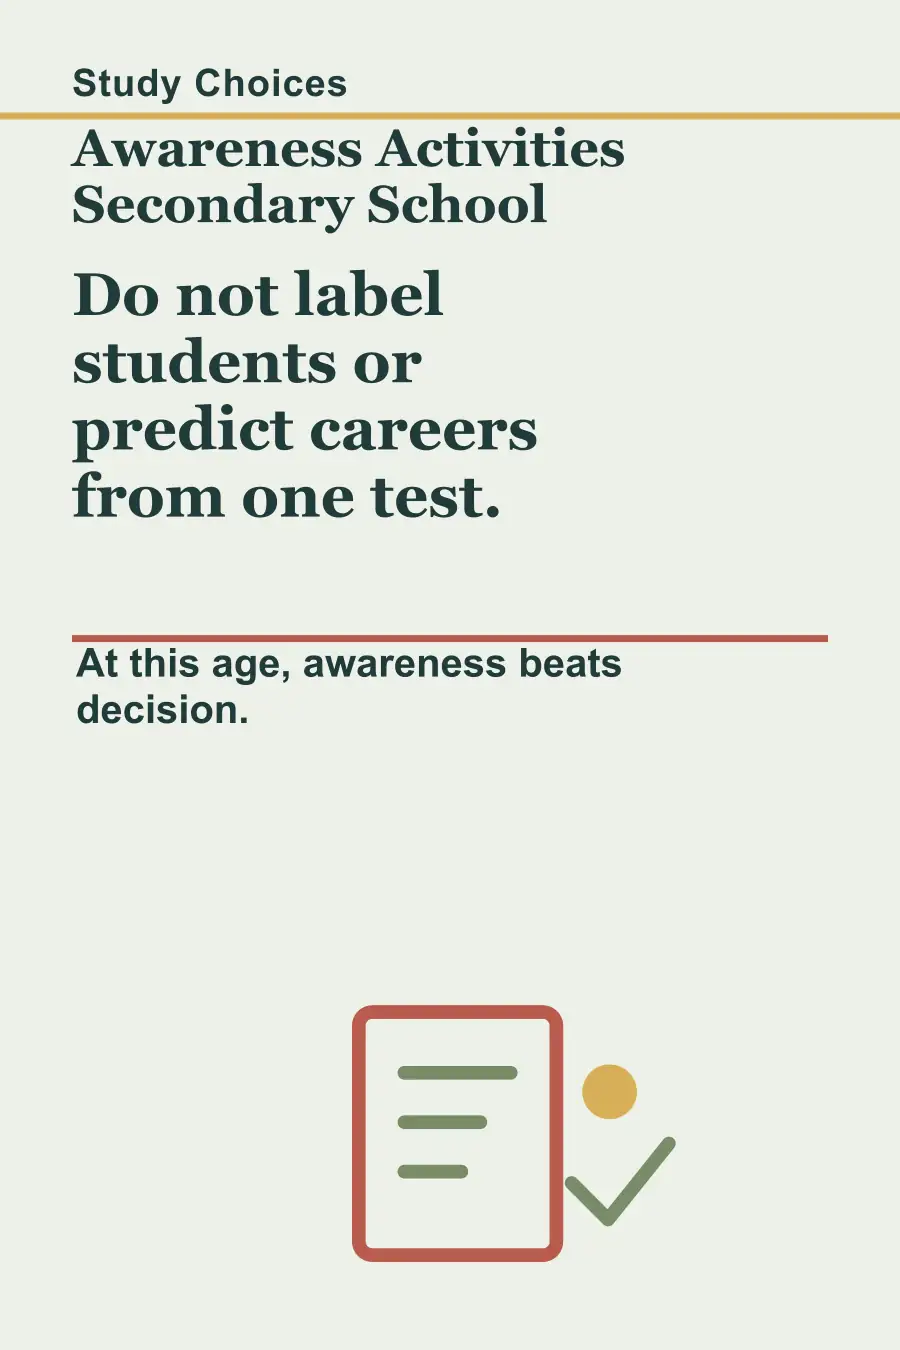 Study Choices
Awareness Activities
Secondary School
Do not label
students or
predict careers
from one test.
At this age, awareness beats
decision.